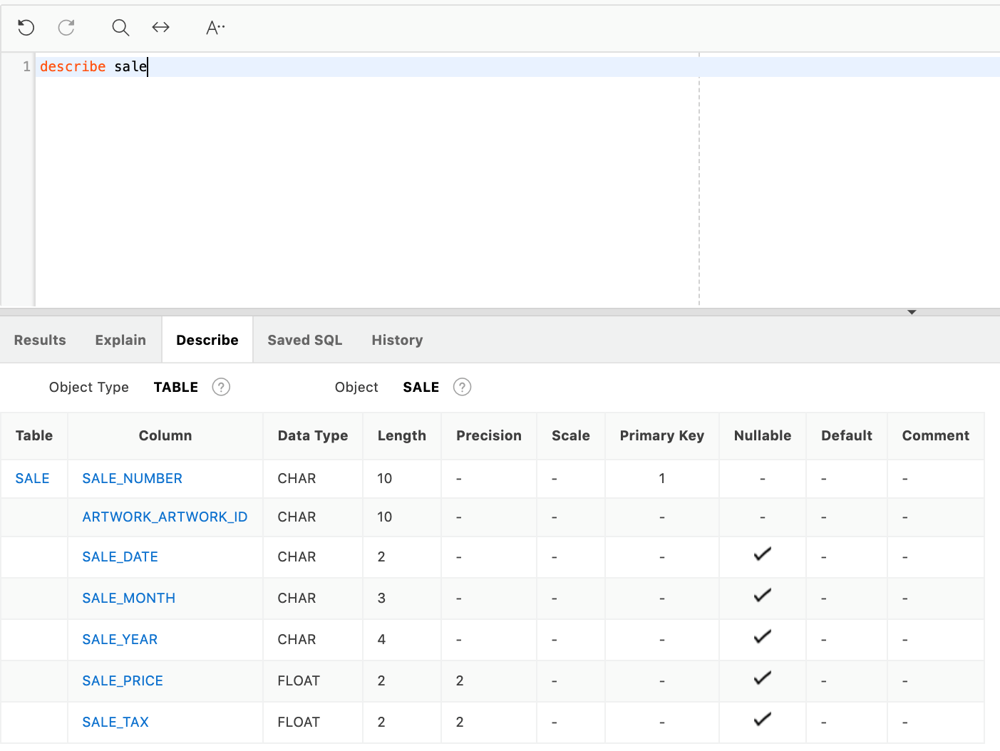 A··
1 describe sale
Results Explain Describe Saved SQL History
Object Type TABLE ? Object SALE ?
Table Column Data Type Length Precision Scale Primary Key Nullable Default Comment
SALE SALE_NUMBER CHAR 10 - - 1 - - -
ARTWORK_ARTWORK_ID CHAR 10 - - - - - -
SALE_DATE CHAR 2 - - - ✓ - -
SALE_MONTH CHAR 3 - - - ✓ - -
SALE_YEAR CHAR 4 - - - ✓ - -
SALE_PRICE FLOAT 2 2 - - ✓ - -
SALE_TAX FLOAT 2 2 - - ✓ - -